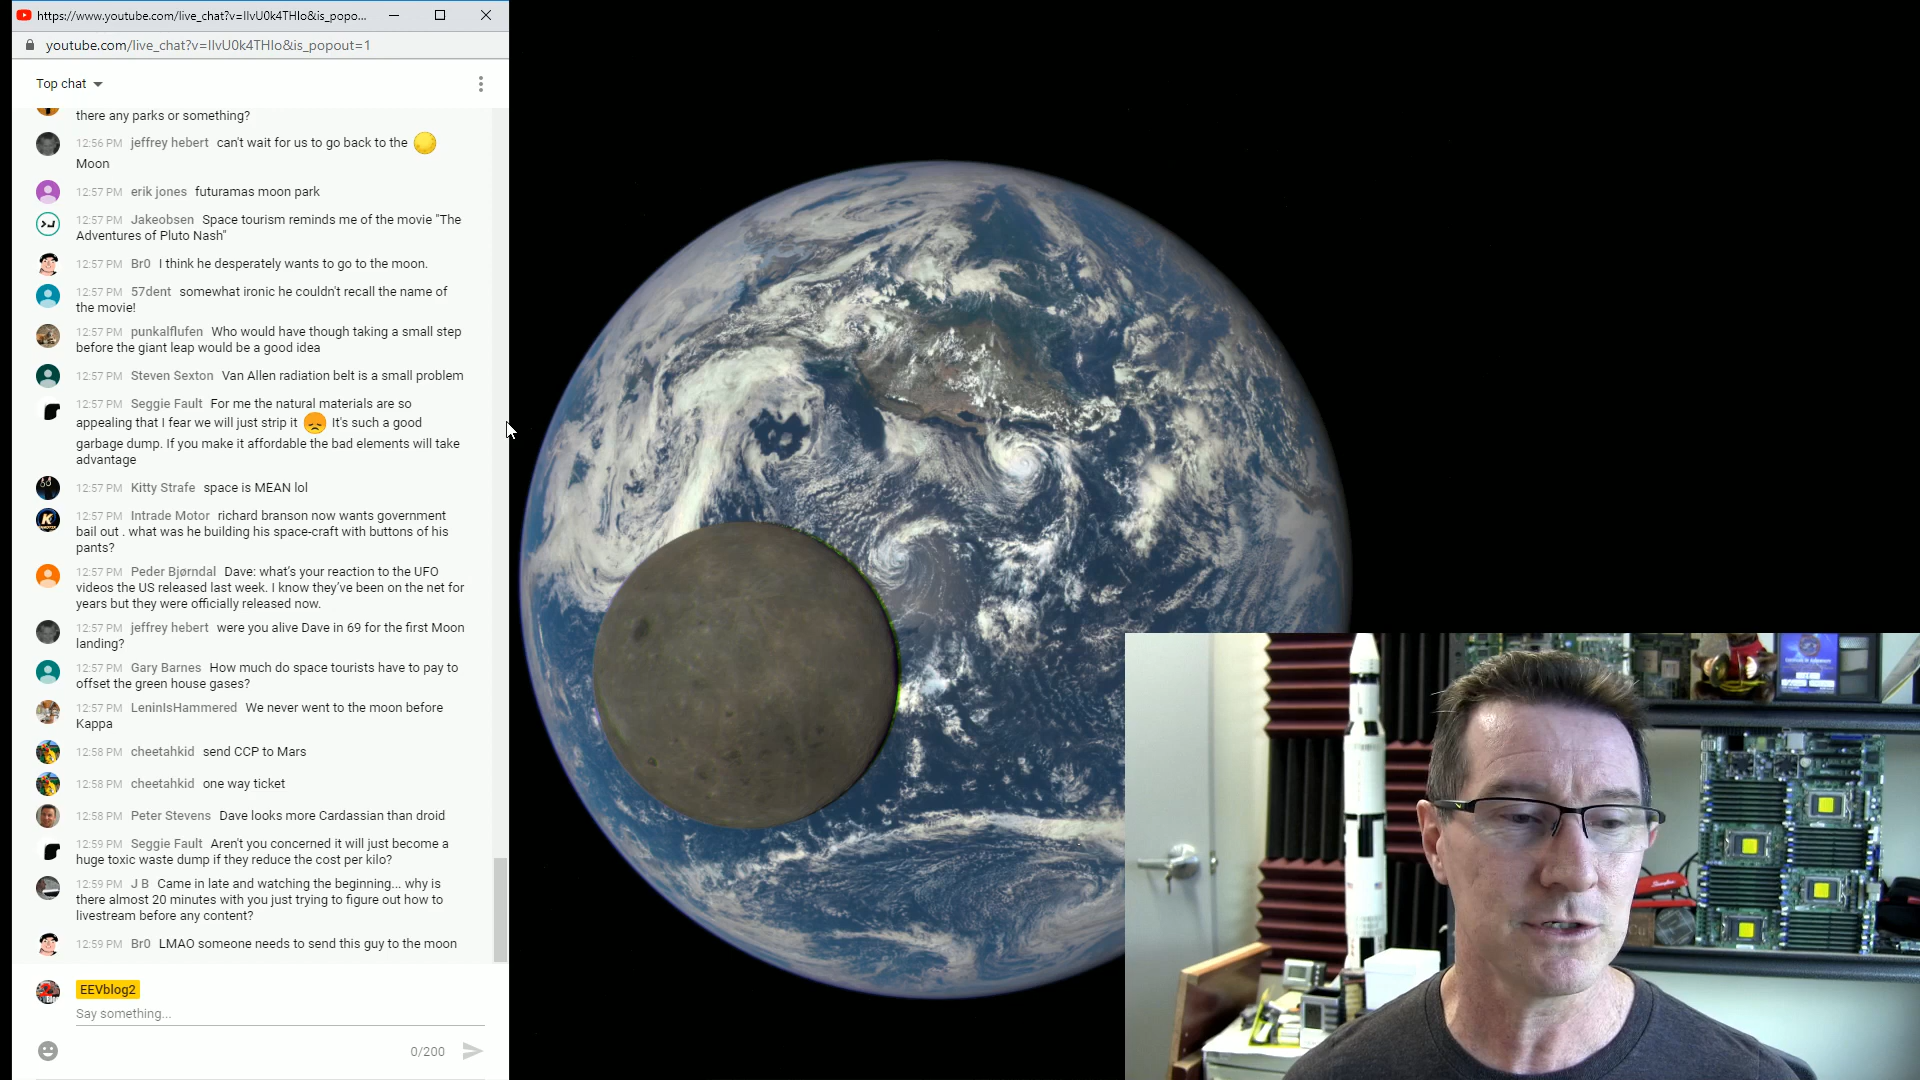 https://www.youtube.com/live_chat?v=IIvU0k4THIo&is_popo...
youtube.com/live_chat?v=IIvU0k4THIo&is_popout=1
Top chat
there any parks or something?
12:56 PM jeffrey hebert can't wait for us to go back to the
Moon
12:57 PM erik jones futuramas moon park
12:57 PM Jakeobsen Space tourism reminds me of the movie "The
Adventures of Pluto Nash"
12:57 PM Br0 I think he desperately wants to go to the moon.
12:57 PM 57dent somewhat ironic he couldn't recall the name of
the movie!
12:57 PM punkalflufen Who would have though taking a small step
before the giant leap would be a good idea
12:57 PM Steven Sexton Van Allen radiation belt is a small problem
12:57 PM Seggie Fault For me the natural materials are so
appealing that I fear we will just strip it It's such a good
garbage dump. If you make it affordable the bad elements will take
advantage
12:57 PM Kitty Strafe space is MEAN lol
12:57 PM Intrade Motor richard branson now wants government
bail out . what was he building his space-craft with buttons of his
pants?
12:57 PM Peder Bjørndal Dave: what's your reaction to the UFO
videos the US released last week. I know they've been on the net for
years but they were officially released now.
12:57 PM jeffrey hebert were you alive Dave in 69 for the first Moon
landing?
12:57 PM Gary Barnes How much do space tourists have to pay to
offset the green house gases?
12:57 PM LeninIsHammered We never went to the moon before
Kappa
12:58 PM cheetahkid send CCP to Mars
12:58 PM cheetahkid one way ticket
12:58 PM Peter Stevens Dave looks more Cardassian than droid
12:59 PM Seggie Fault Aren't you concerned it will just become a
huge toxic waste dump if they reduce the cost per kilo?
12:59 PM J B Came in late and watching the beginning... why is
there almost 20 minutes with you just trying to figure out how to
livestream before any content?
12:59 PM Br0 LMAO someone needs to send this guy to the moon
EEVblog2
Say something...
0/200